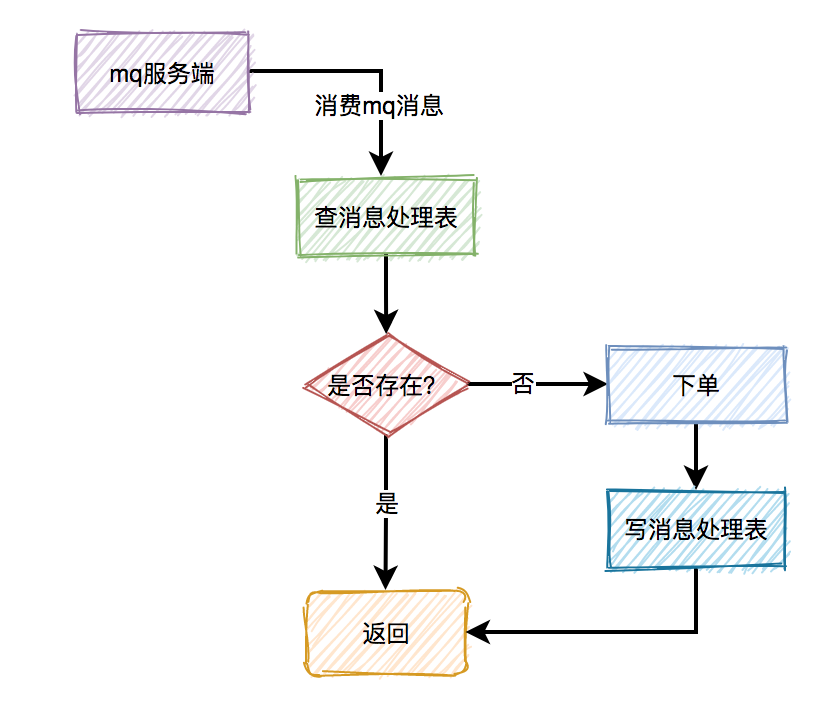 mq服务端
消费mq消息
查消息处理表
是否存在?
否
下单
是
写消息处理表
返回